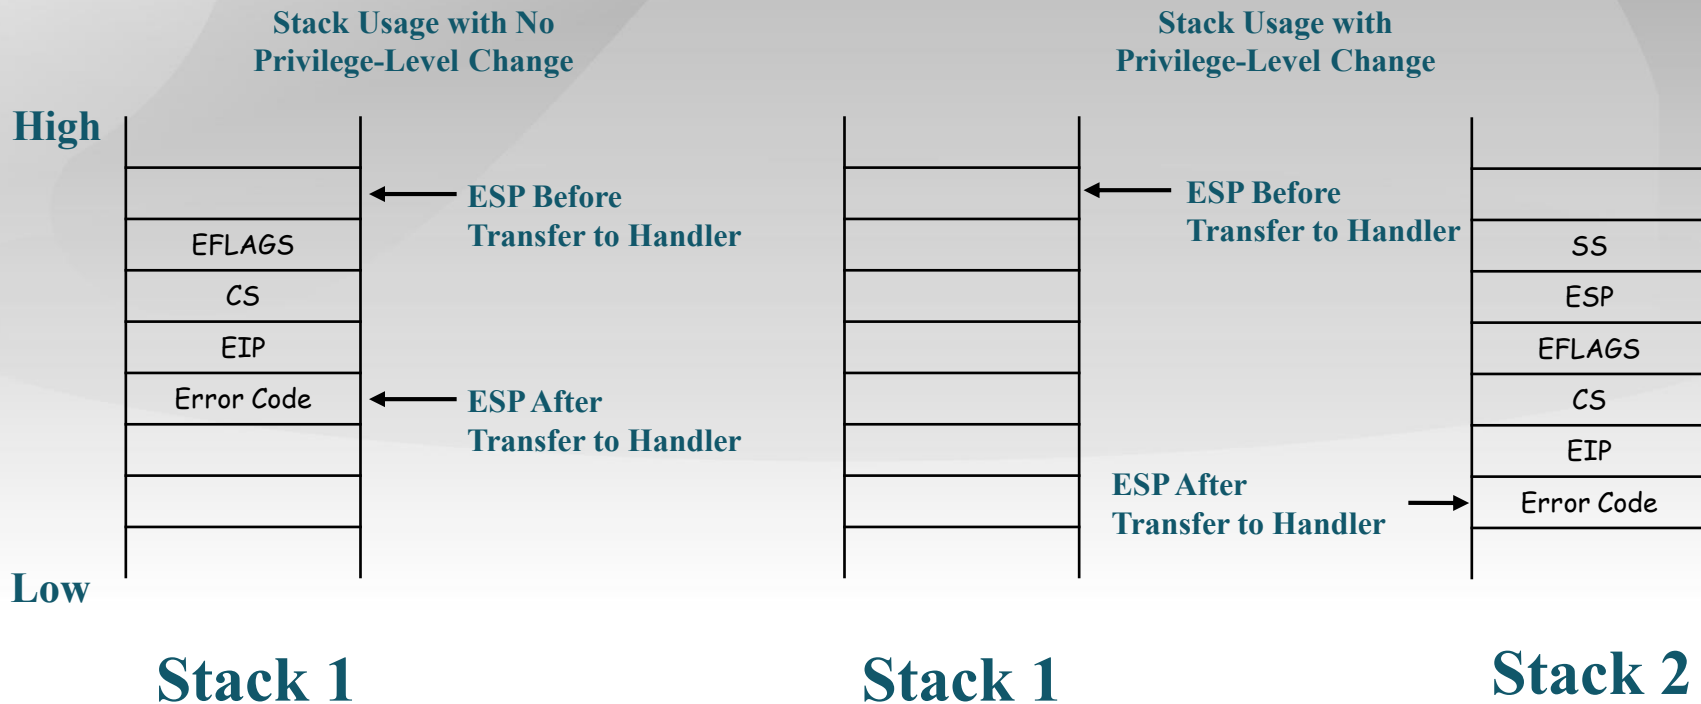 Stack Usage with No
Privilege-Level Change
Stack Usage with
Privilege-Level Change
High
ESP Before
Transfer to Handler
EFLAGS
CS
EIP
Error Code
ESP After
Transfer to Handler
Low
Stack 1
ESP Before
Transfer to Handler
ESP After
Transfer to Handler
Stack 1
SS
ESP
EFLAGS
CS
EIP
Error Code
Stack 2